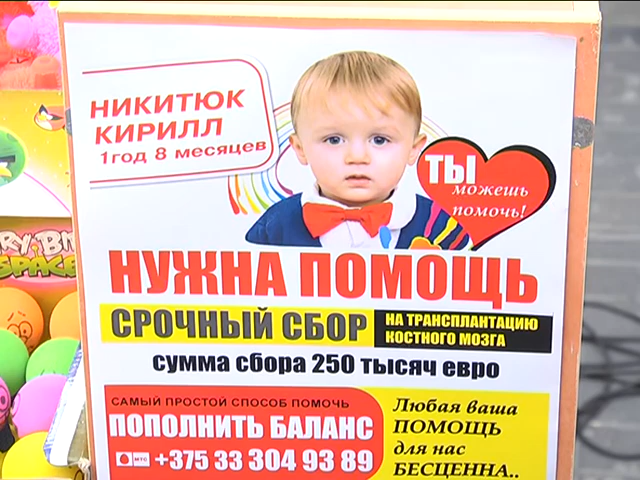 НИКИТЮК
КИРИЛЛ
1год 8 месяцев
ТЫ
можешь
помочь!
НУЖНА ПОМОЩЬ
СРОЧНЫЙ СБОР
НА ТРАНСПЛАНТАЦИЮ
КОСТНОГО МОЗГА
сумма сбора 250 тысяч евро
САМЫЙ ПРОСТОЙ СПОСОБ ПОМОЧЬ
ПОПОЛНИТЬ БАЛАНС
МТС +375 33 304 93 89
Любая ваша
ПОМОЩЬ
для нас
БЕСЦЕННА..
SPACE